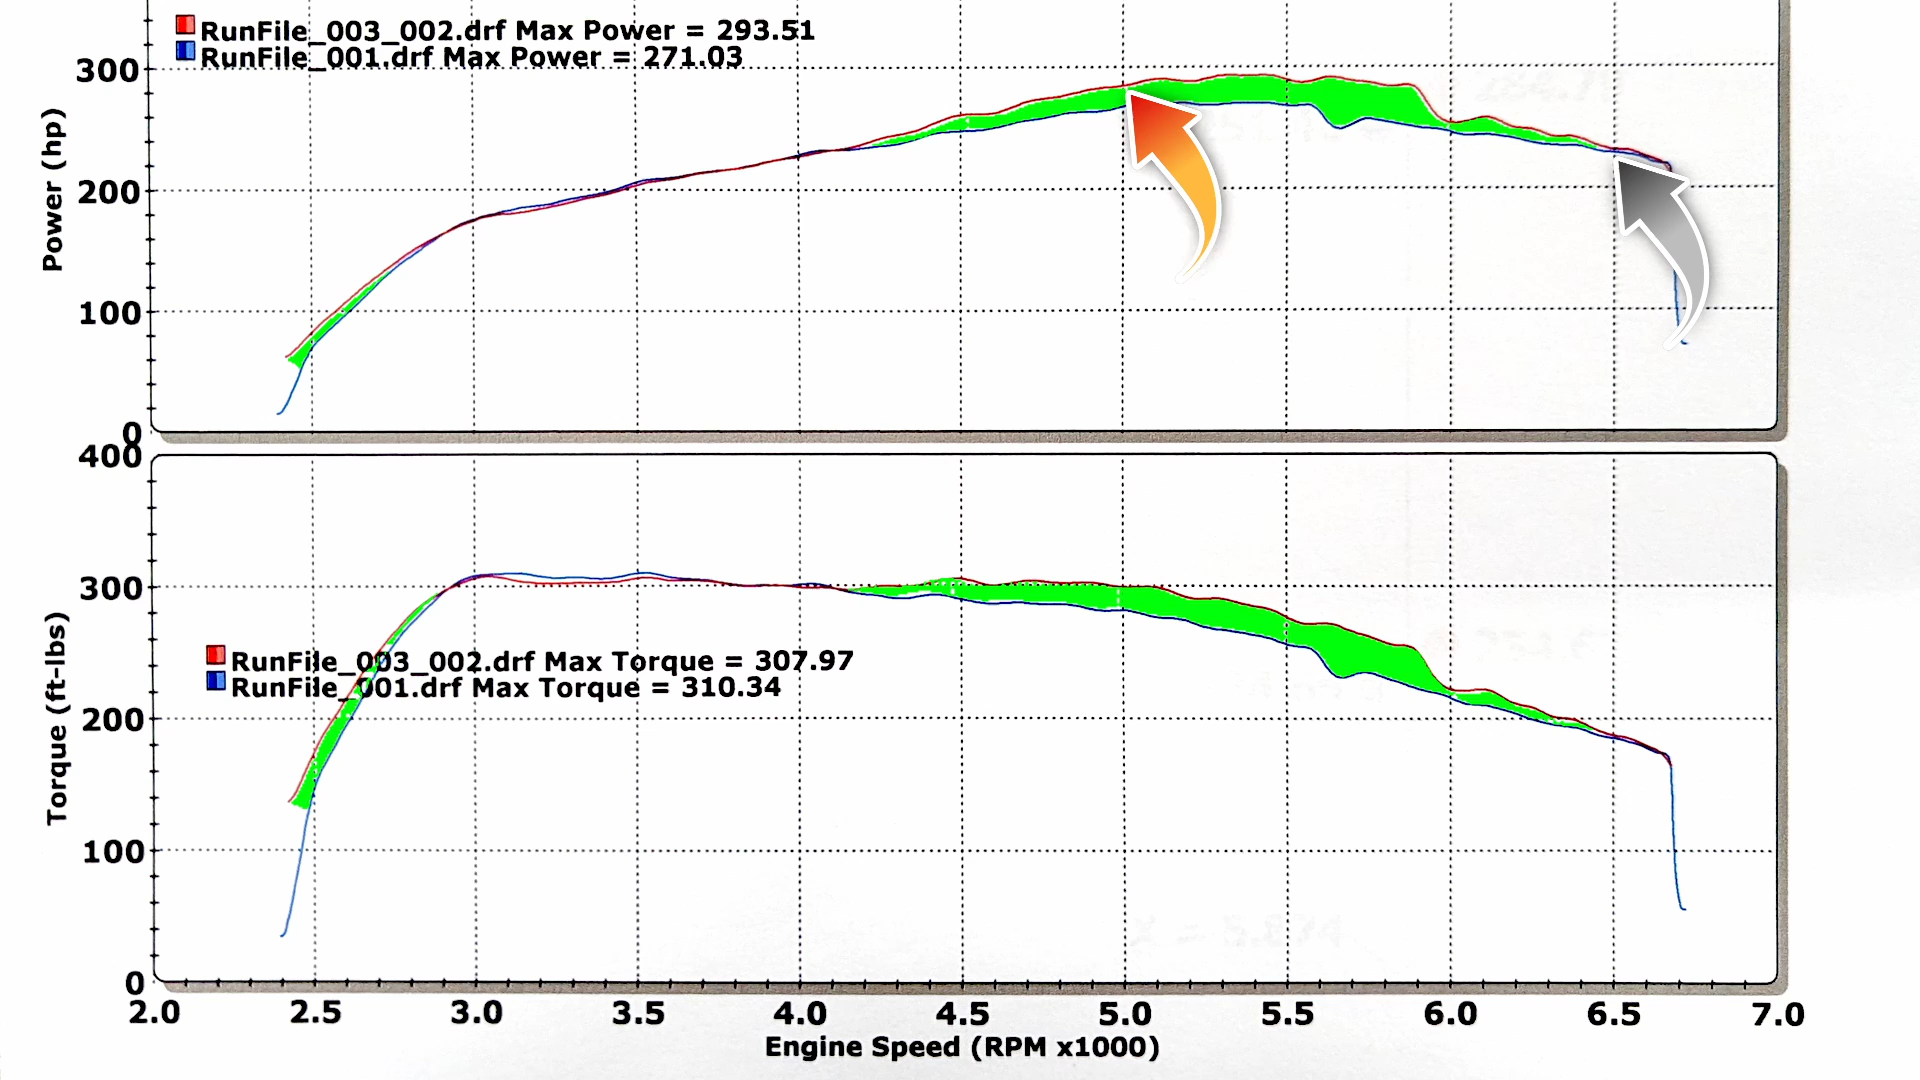 RunFile_003_002.drf Max Power = 293.51
RunFile_001.drf Max Power = 271.03
300
200
100
0
Power (hp)
400
300
200
100
0
Torque (ft-lbs)
RunFile_003_002.drf Max Torque = 307.97
RunFile_001.drf Max Torque = 310.34
2.0 2.5 3.0 3.5 4.0 4.5 5.0 5.5 6.0 6.5 7.0
Engine Speed (RPM x1000)